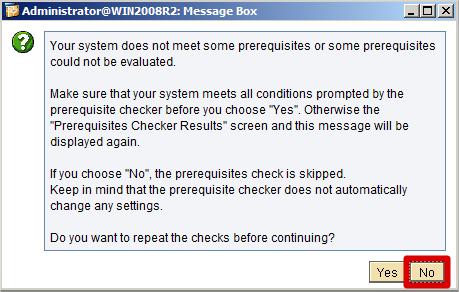 Administrator@WIN2008R2: Message Box
Your system does not meet some prerequisites or some prerequisites
could not be evaluated.
Make sure that your system meets all conditions prompted by the
prerequisite checker before you choose "Yes". Otherwise the
"Prerequisites Checker Results" screen and this message will be
displayed again.
If you choose "No", the prerequisites check is skipped.
Keep in mind that the prerequisite checker does not automatically
change any settings.
Do you want to repeat the checks before continuing?
Yes No